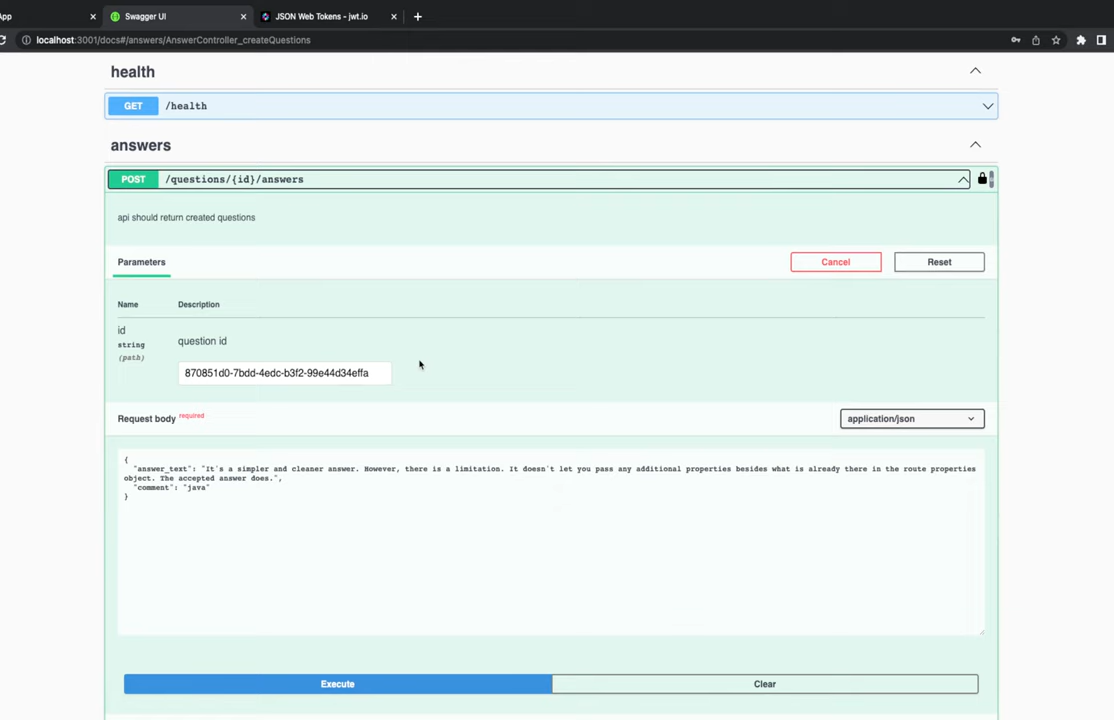 App
Swagger UI
JSON Web Tokens - jwt.io
localhost:3001/docs#/answers/AnswerController_createQuestions
health
GET /health
answers
POST /questions/{id}/answers
api should return created questions
Parameters
Cancel
Reset
Name Description
id
string
(path)
question id
870851d0-7bdd-4edc-b3f2-99e44d34effa
Request body required
application/json
{
"answer_text": "It's a simpler and cleaner answer. However, there is a limitation. It doesn't let you pass any additional properties besides what is already there in the route properties
object. The accepted answer does.",
"comment": "java"
}
Execute
Clear